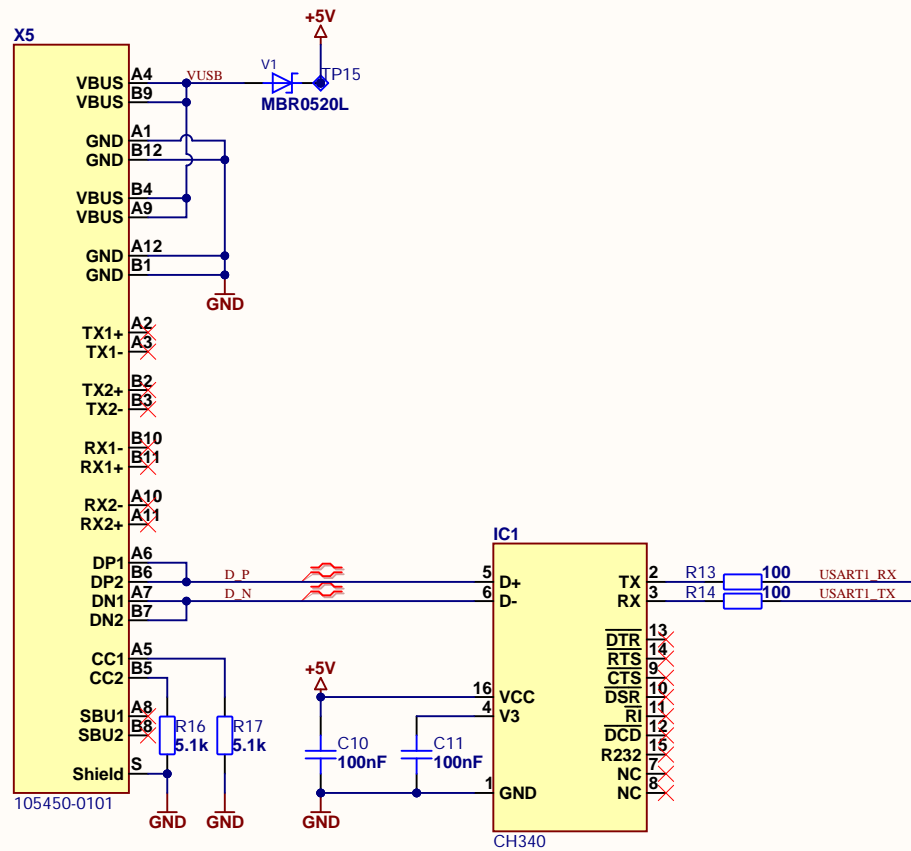 X5
VBUS A4
VBUS B9
GND A1
GND B12
VBUS B4
VBUS A9
GND A12
GND B1
TX1+ A2
TX1- A3
TX2+ B2
TX2- B3
RX1- B10
RX1+ B11
RX2- A10
RX2+ A11
DP1 A6
DP2 B6
DN1 A7
DN2 B7
CC1 A5
CC2 B5
SBU1 A8
SBU2 B8
Shield S
105450-0101
VUSB
+5V
V1
TP15
MBR0520L
GND
D_P
D_N
R16
5.1k
R17
5.1k
GND
GND
+5V
C10
100nF
C11
100nF
GND
IC1
5 D+
6 D-
16 VCC
4 V3
1 GND
TX 2
RX 3
DTR 13
RTS 14
CTS 9
DSR 10
RI 11
DCD 12
R232 15
NC 7
NC 8
CH340
R13 100 USART1_RX
R14 100 USART1_TX